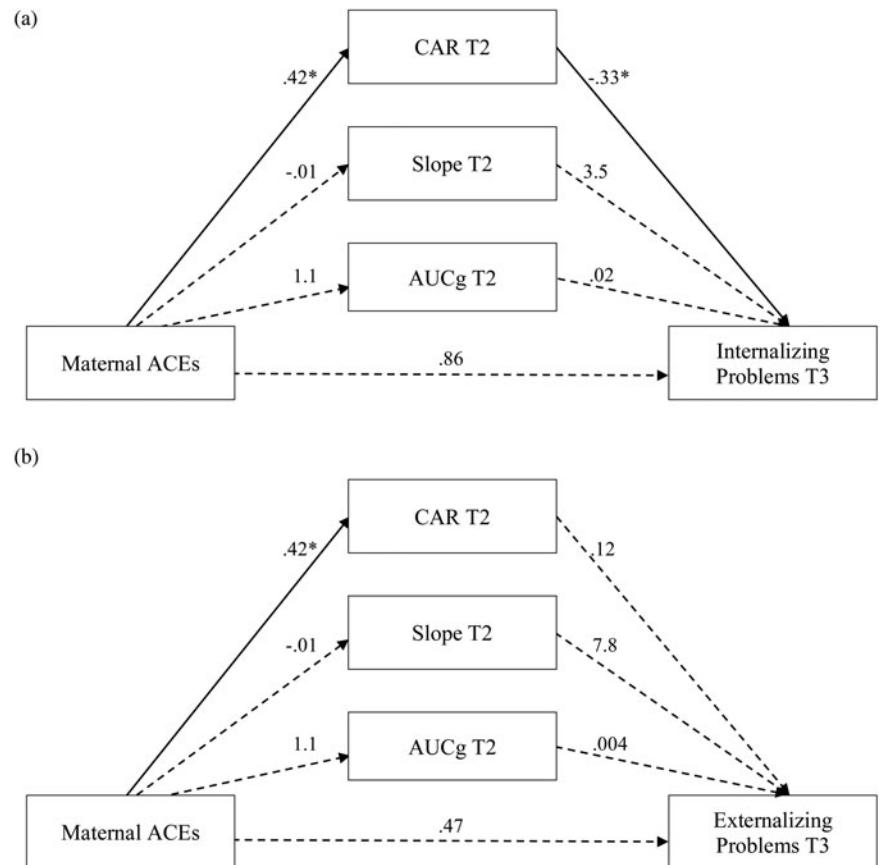 (a)
CAR T2
.42*
-.33*
Slope T2
-.01
3.5
AUCg T2
1.1
.02
Maternal ACEs
.86
Internalizing
Problems T3
(b)
CAR T2
.42*
.12
Slope T2
-.01
7.8
AUCg T2
1.1
.004
Maternal ACEs
.47
Externalizing
Problems T3